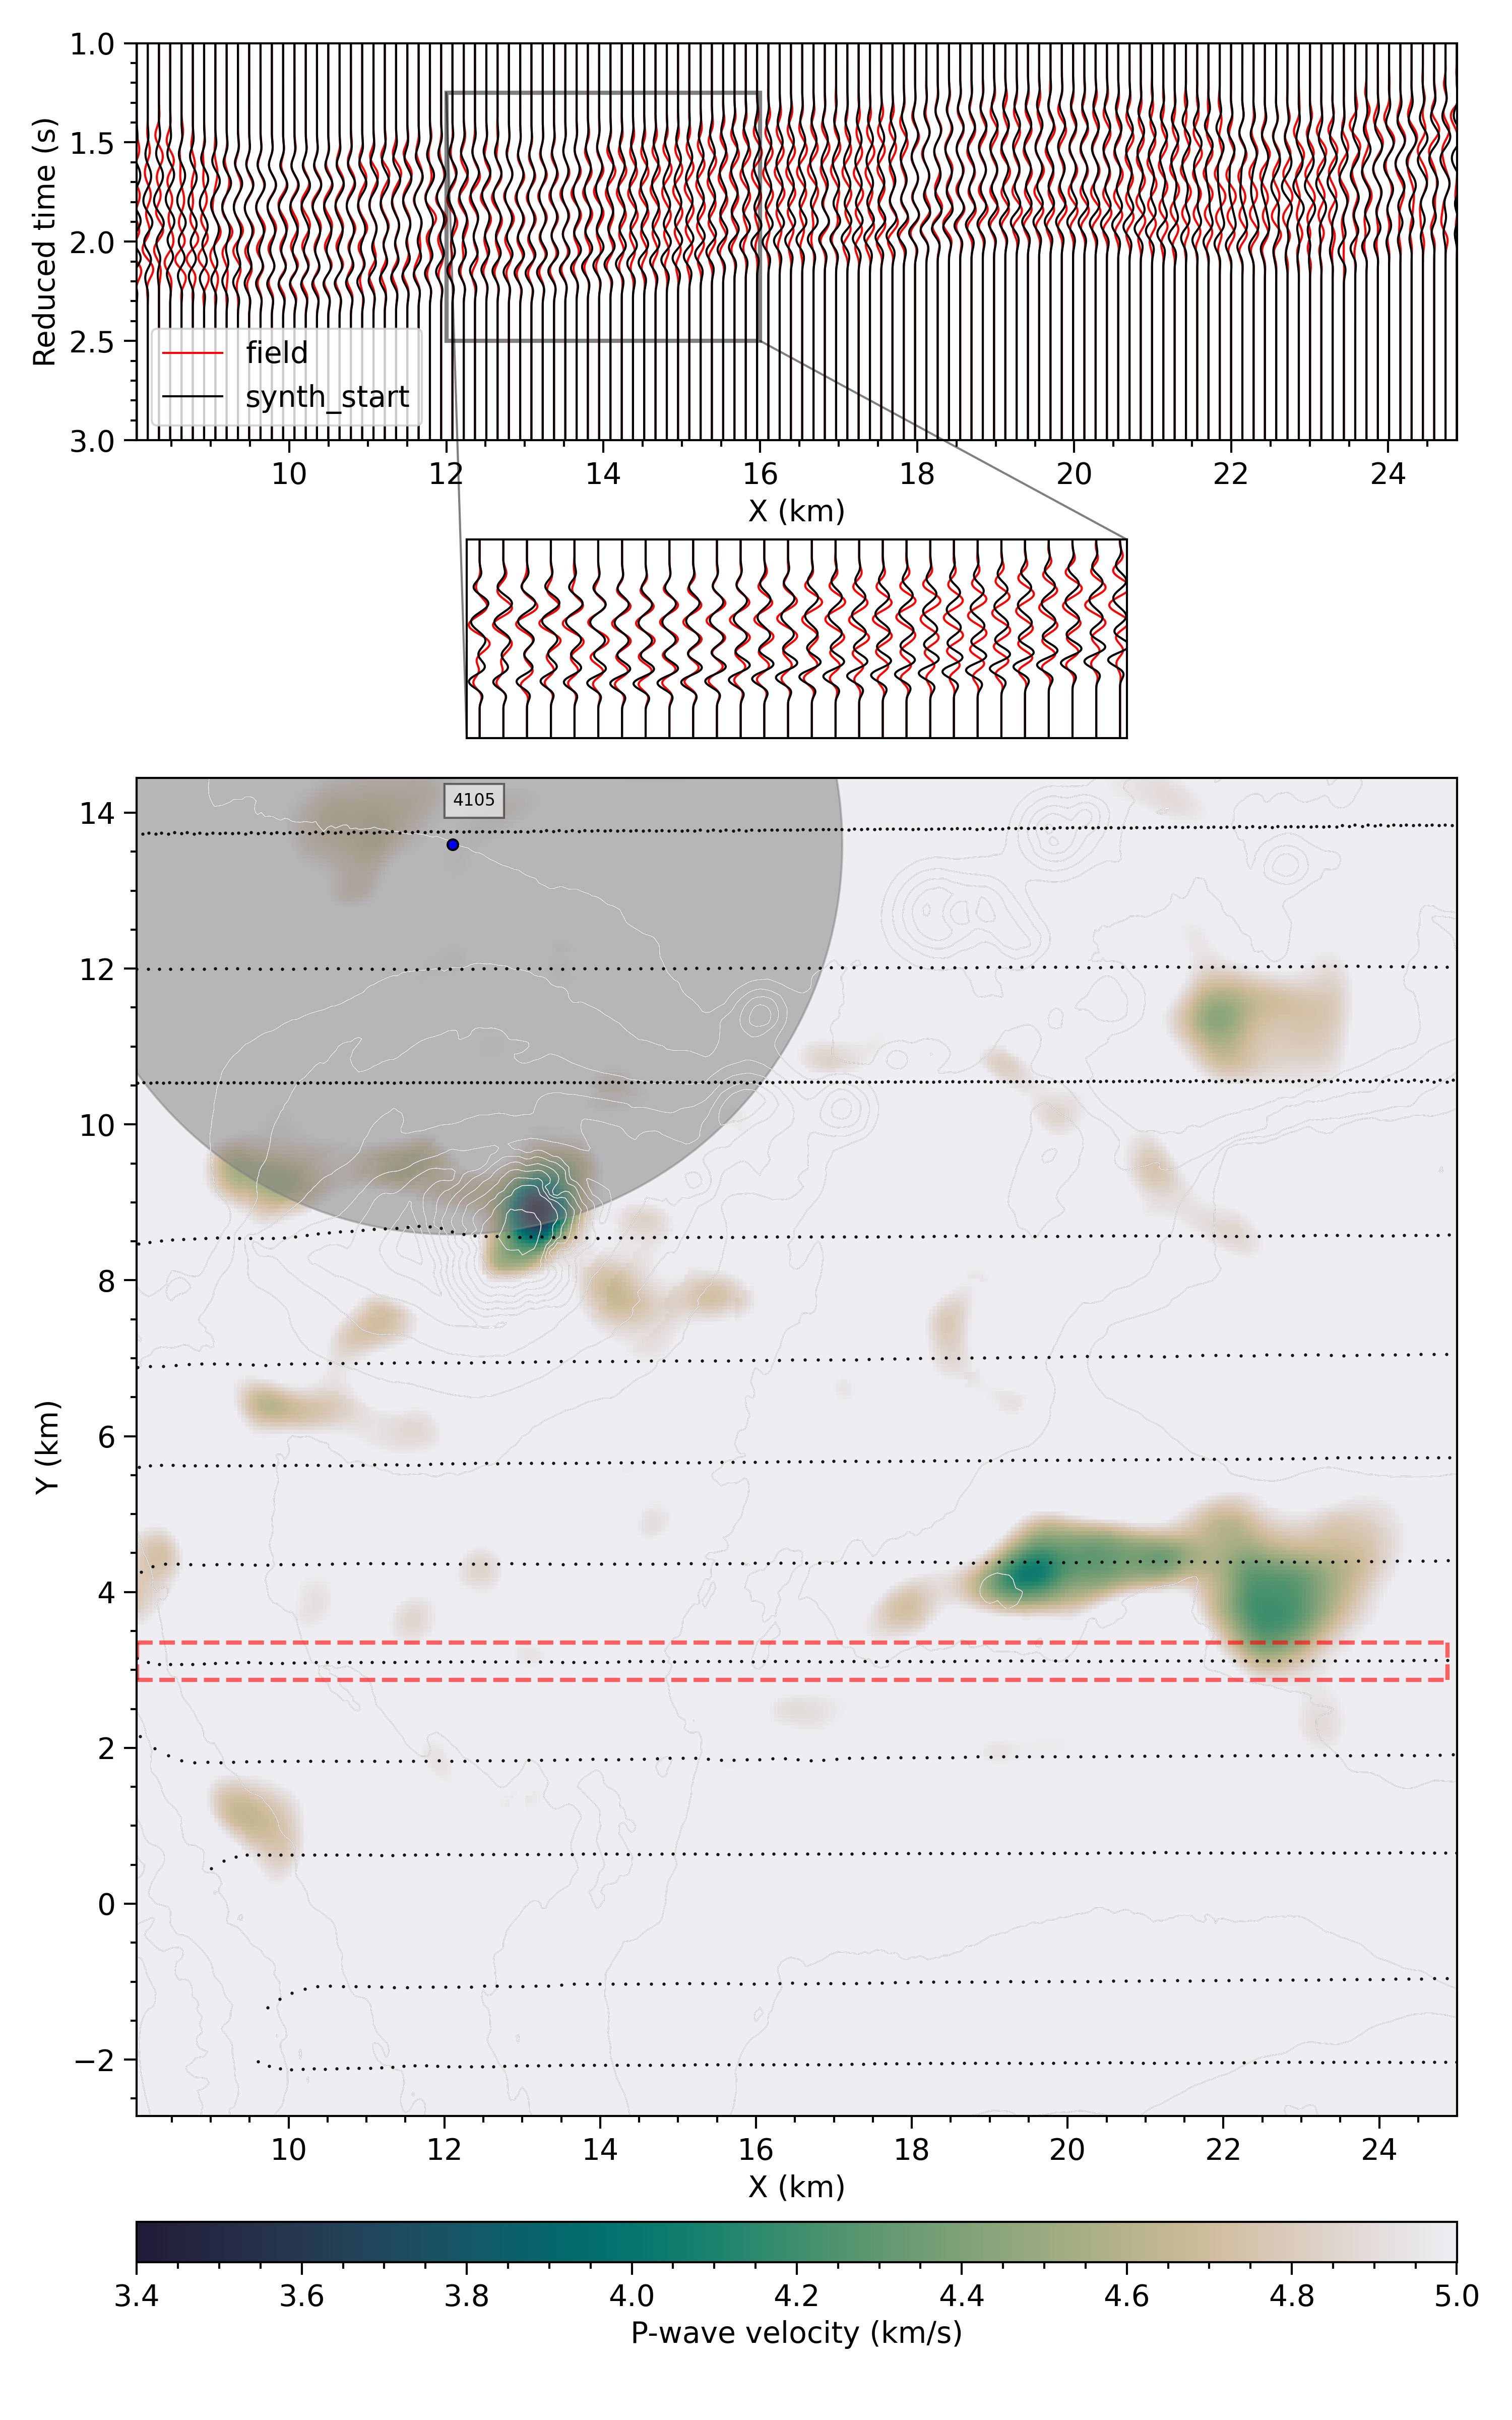 1.0
1.5
2.0
2.5
3.0
Reduced time (s)
field
synth_start
10 12 14 16 18 20 22 24
X (km)
4105
14
12
10
8
6
4
2
0
−2
Y (km)
10 12 14 16 18 20 22 24
X (km)
3.4 3.6 3.8 4.0 4.2 4.4 4.6 4.8 5.0
P-wave velocity (km/s)